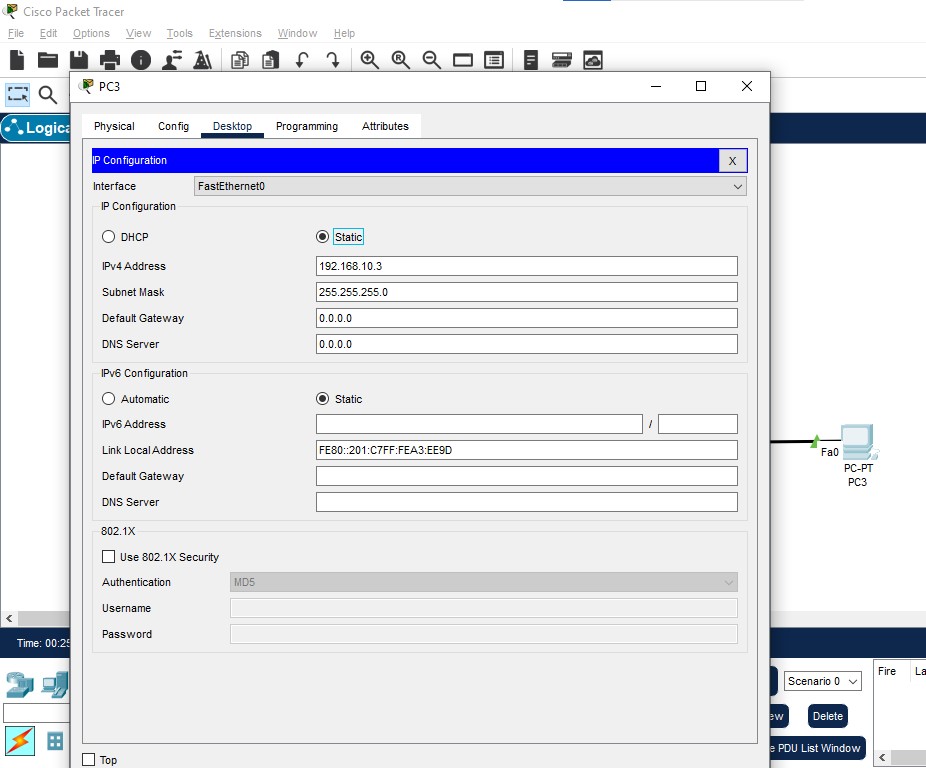 Cisco Packet Tracer
File Edit Options View Tools Extensions Window Help
PC3
Logica
Physical Config Desktop Programming Attributes
IP Configuration X
Interface FastEthernet0
IP Configuration
DHCP Static
IPv4 Address 192.168.10.3
Subnet Mask 255.255.255.0
Default Gateway 0.0.0.0
DNS Server 0.0.0.0
IPv6 Configuration
Automatic Static
IPv6 Address /
Link Local Address FE80::201:C7FF:FEA3:EE9D
Default Gateway
DNS Server
802.1X
Use 802.1X Security
Authentication MD5
Username
Password
Top
Fa0
PC-PT
PC3
Time: 00:25
Scenario 0
Fire La
ew Delete
e PDU List Window